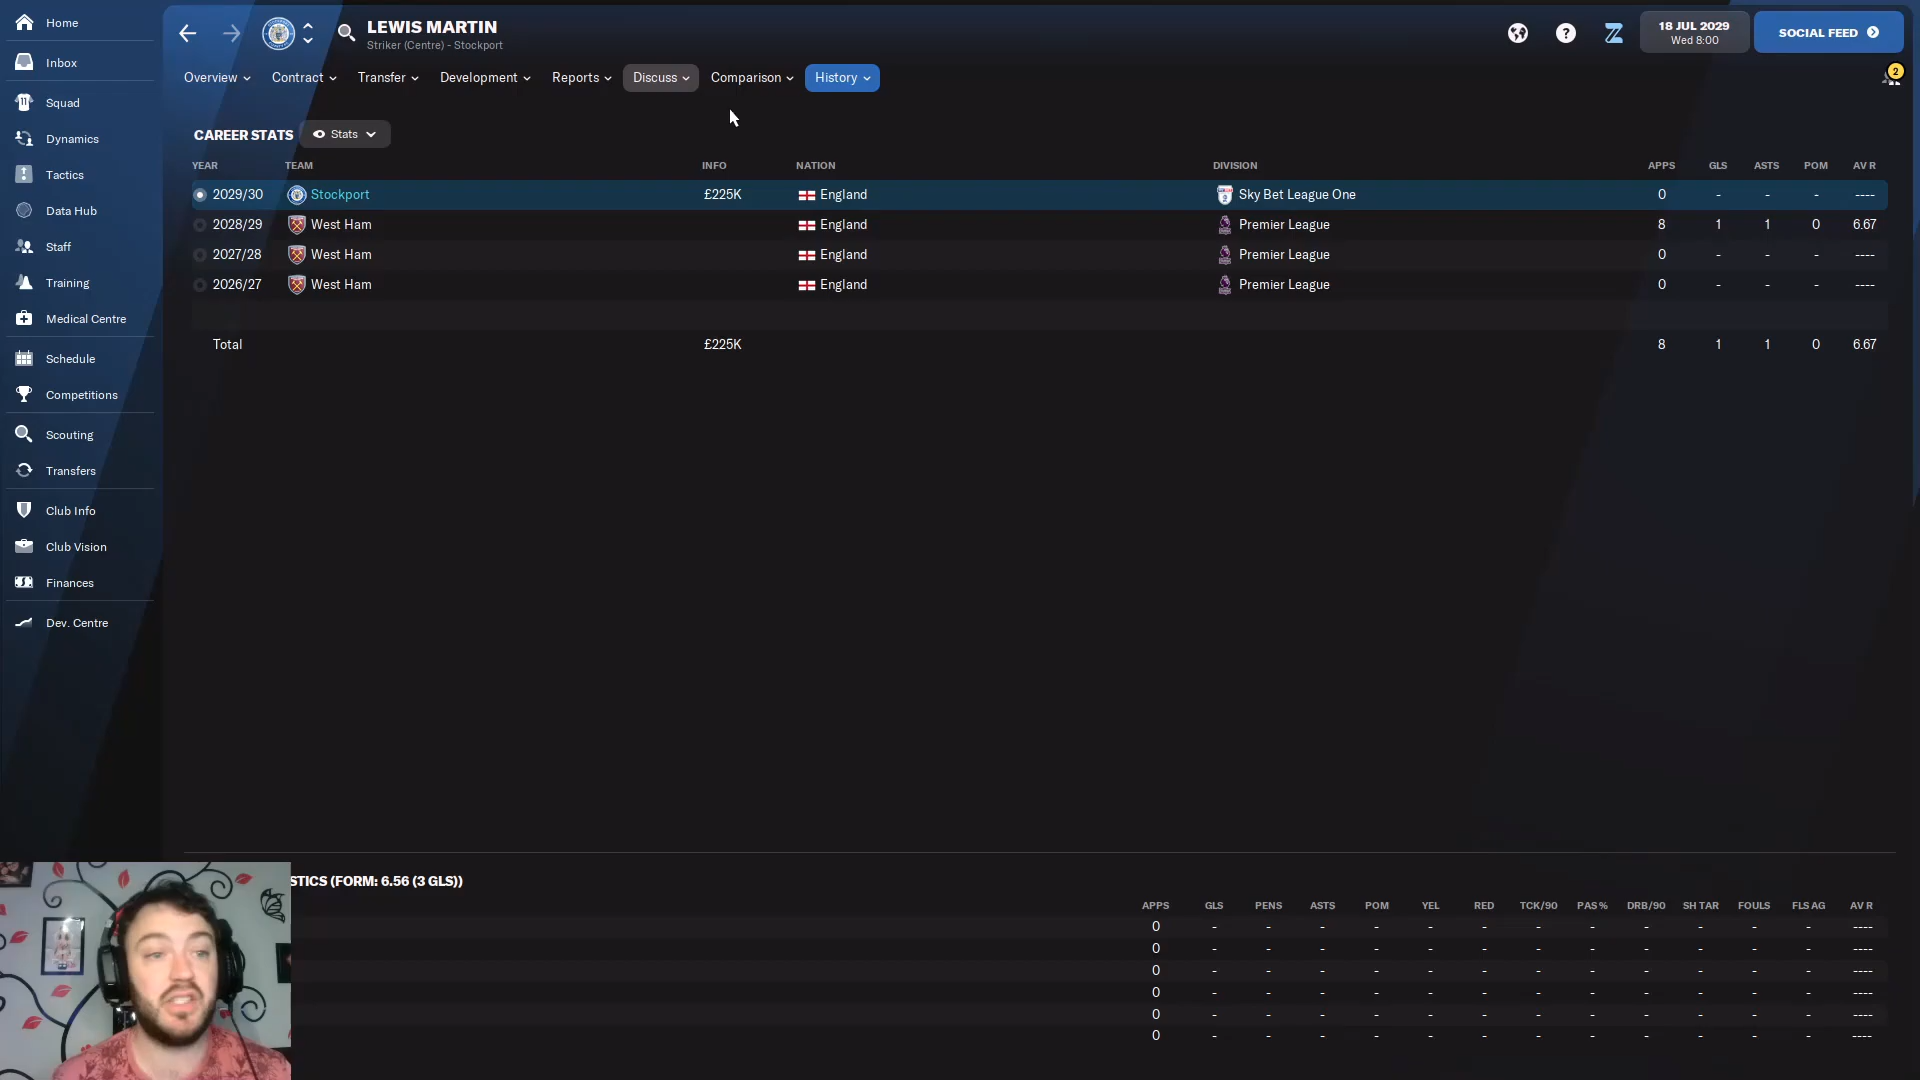 Home
Inbox
Squad
Dynamics
Tactics
Data Hub
Staff
Training
Medical Centre
Schedule
Competitions
Scouting
Transfers
Club Info
Club Vision
Finances
Dev. Centre
LEWIS MARTIN
Striker (Centre) - Stockport
18 JUL 2029
Wed 8:00
SOCIAL FEED
2
Overview Contract Transfer Development Reports Discuss Comparison History
CAREER STATS Stats
YEAR TEAM INFO NATION DIVISION APPS GLS ASTS POM AV R
2029/30 Stockport £225K England Sky Bet League One 0 - - - ----
2028/29 West Ham England Premier League 8 1 1 0 6.67
2027/28 West Ham England Premier League 0 - - - ----
2026/27 West Ham England Premier League 0 - - - ----
Total £225K 8 1 1 0 6.67
STICS (FORM: 6.56 (3 GLS))
APPS GLS PENS ASTS POM YEL RED TCK/90 PAS % DRB/90 SH TAR FOULS FLS AG AV R
0 - - - - - - - - - - - - ----
0 - - - - - - - - - - - - ----
0 - - - - - - - - - - - - ----
0 - - - - - - - - - - - - ----
0 - - - - - - - - - - - - ----
0 - - - - - - - - - - - - ----